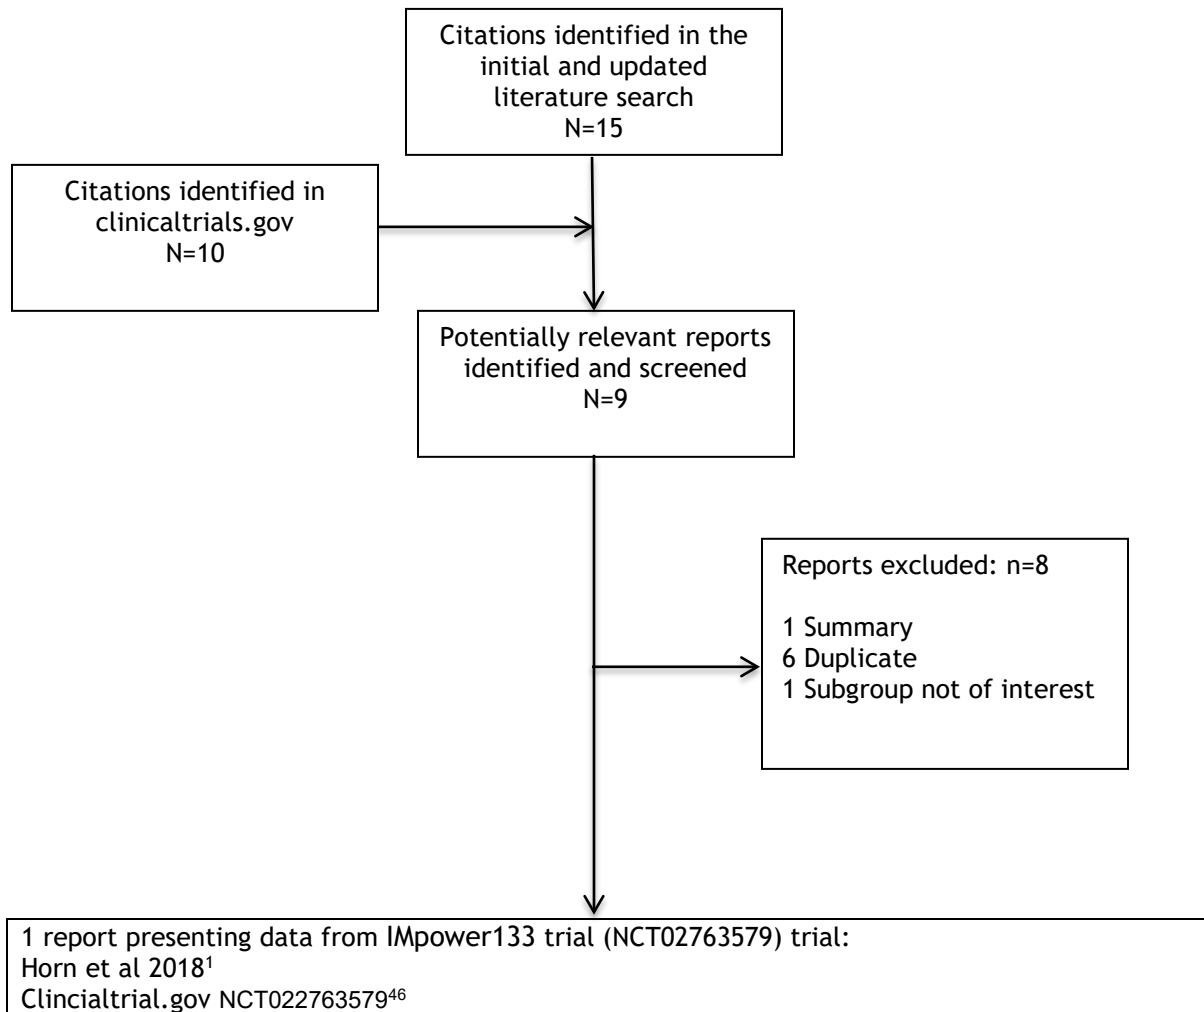 Citations identified in the
initial and updated
literature search
N=15
Citations identified in
clinicaltrials.gov
N=10
Potentially relevant reports
identified and screened
N=9
Reports excluded: n=8
1 Summary
6 Duplicate
1 Subgroup not of interest
1 report presenting data from IMpower133 trial (NCT02763579) trial:
Horn et al 2018¹
Clincialtrial.gov NCT022763579⁴⁶